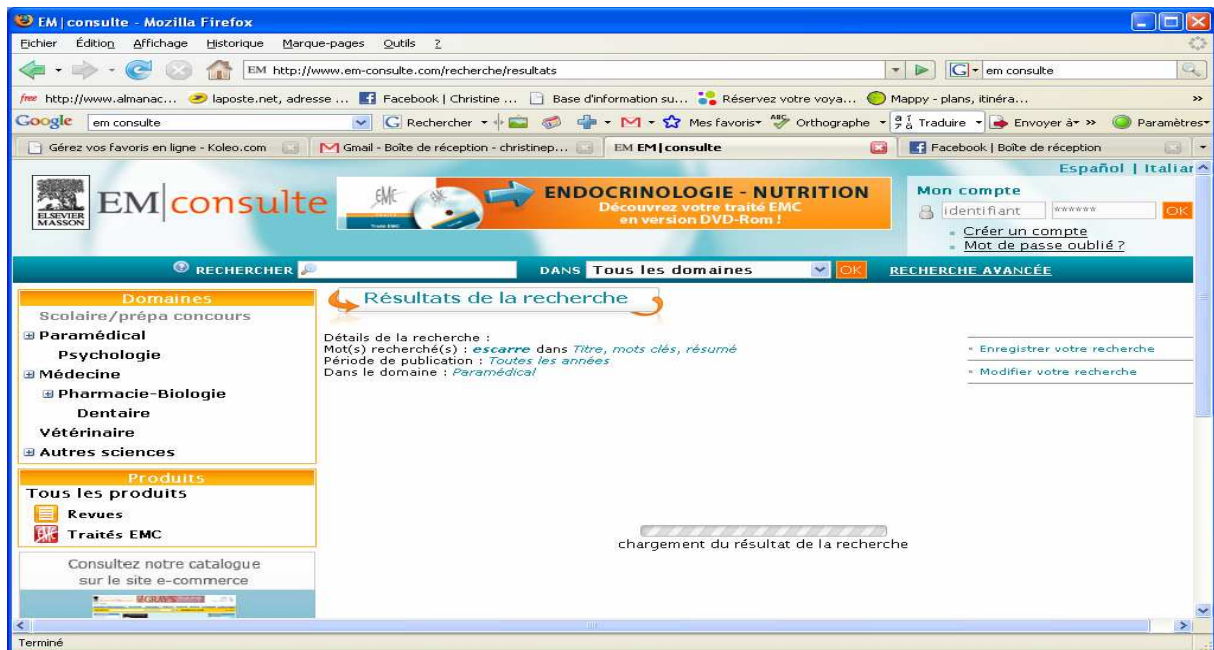 EM | consulte - Mozilla Firefox
Fichier Édition Affichage Historique Marque-pages Outils ?
EM http://www.em-consulte.com/recherche/resultats G em consulte
free http://www.almanac... laposte.net, adresse ... Facebook | Christine ... Base d'information su... Réservez votre voya... Mappy - plans, itinéra... »
Google em consulte G Rechercher Mes favoris ABC Orthographe Traduire Envoyer à » Paramètres
Gérez vos favoris en ligne - Koleo.com Gmail - Boîte de réception - christinep... EM EM|consulte Facebook | Boîte de réception
Español | Italiar
ELSEVIER
MASSON
EM|consulte
EMC
ENDOCRINOLOGIE - NUTRITION
Découvrez votre traité EMC
en version DVD-Rom !
Mon compte
identifiant ****** OK
Créer un compte
Mot de passe oublié ?
RECHERCHER DANS Tous les domaines OK RECHERCHE AVANCÉE
Domaines
Scolaire/prépa concours
Paramédical
Psychologie
Médecine
Pharmacie-Biologie
Dentaire
Vétérinaire
Autres sciences
Produits
Tous les produits
Revues
EMC Traités EMC
Consultez notre catalogue
sur le site e-commerce
Résultats de la recherche
Détails de la recherche :
Mot(s) recherché(s) : escarre dans Titre, mots clés, résumé
Période de publication : Toutes les années
Dans le domaine : Paramédical
Enregistrer votre recherche
Modifier votre recherche
chargement du résultat de la recherche
Terminé